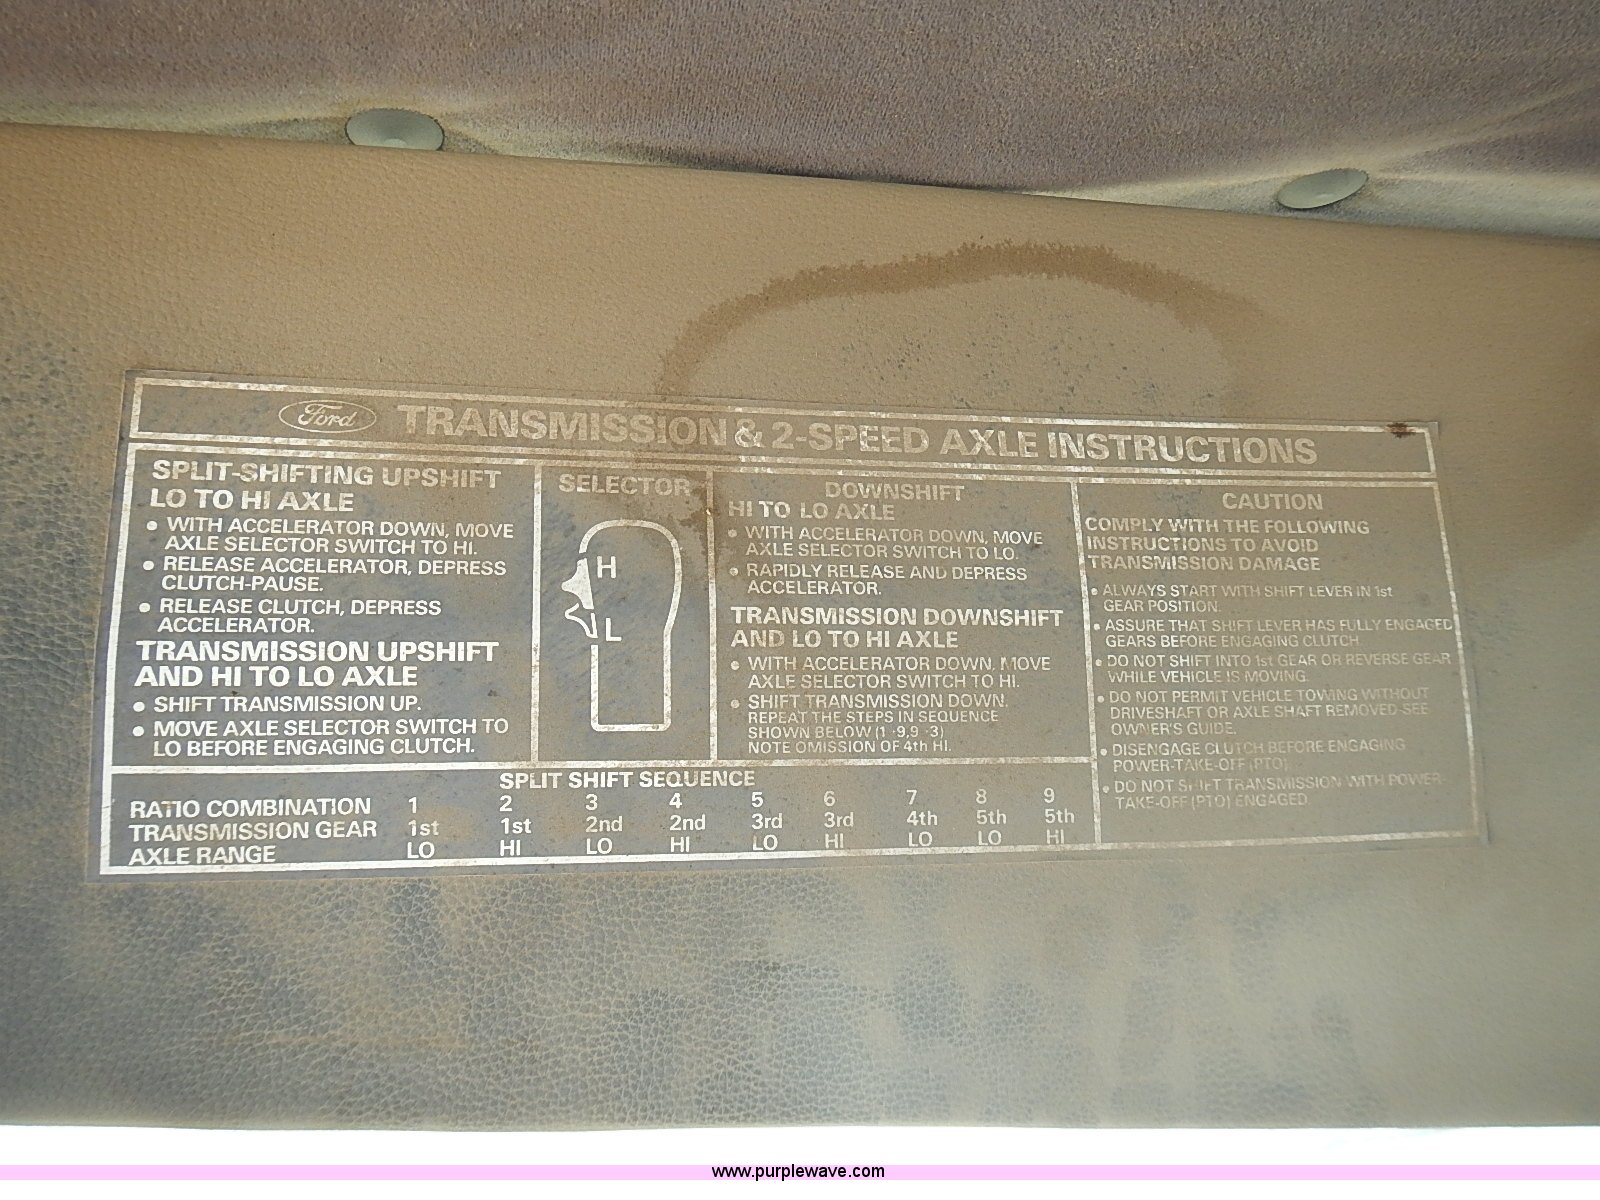 Ford TRANSMISSION & 2-SPEED AXLE INSTRUCTIONS
SPLIT-SHIFTING UPSHIFT
LO TO HI AXLE
• WITH ACCELERATOR DOWN, MOVE
AXLE SELECTOR SWITCH TO HI.
• RELEASE ACCELERATOR, DEPRESS
CLUTCH-PAUSE.
• RELEASE CLUTCH, DEPRESS
ACCELERATOR.
TRANSMISSION UPSHIFT
AND HI TO LO AXLE
• SHIFT TRANSMISSION UP.
• MOVE AXLE SELECTOR SWITCH TO
LO BEFORE ENGAGING CLUTCH.
SELECTOR
H
L
DOWNSHIFT
HI TO LO AXLE
• WITH ACCELERATOR DOWN, MOVE
AXLE SELECTOR SWITCH TO LO.
• RAPIDLY RELEASE AND DEPRESS
ACCELERATOR.
TRANSMISSION DOWNSHIFT
AND LO TO HI AXLE
• WITH ACCELERATOR DOWN, MOVE
AXLE SELECTOR SWITCH TO HI.
• SHIFT TRANSMISSION DOWN.
REPEAT THE STEPS IN SEQUENCE
SHOWN BELOW (1-9,9-3)
NOTE OMISSION OF 4th HI.
CAUTION
COMPLY WITH THE FOLLOWING
INSTRUCTIONS TO AVOID
TRANSMISSION DAMAGE
• ALWAYS START WITH SHIFT LEVER IN 1st
GEAR POSITION.
• ASSURE THAT SHIFT LEVER HAS FULLY ENGAGED
GEARS BEFORE ENGAGING CLUTCH
• DO NOT SHIFT INTO 1st GEAR OR REVERSE GEAR
WHILE VEHICLE IS MOVING.
• DO NOT PERMIT VEHICLE TOWING WITHOUT
DRIVESHAFT OR AXLE SHAFT REMOVED-SEE
OWNER'S GUIDE.
• DISENGAGE CLUTCH BEFORE ENGAGING
POWER-TAKE-OFF (PTO)
• DO NOT SHIFT TRANSMISSION WITH POWER
TAKE-OFF (PTO) ENGAGED
SPLIT SHIFT SEQUENCE
RATIO COMBINATION 1 2 3 4 5 6 7 8 9
TRANSMISSION GEAR 1st 1st 2nd 2nd 3rd 3rd 4th 5th 5th
AXLE RANGE LO HI LO HI LO HI LO LO HI
www.purplewave.com